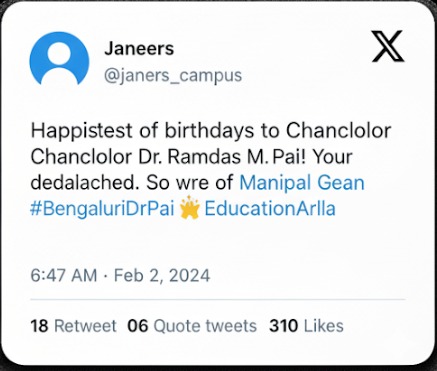 Janeers
@janers_campus
Happistest of birthdays to Chanclolor
Chanclolor Dr. Ramdas M. Pai! Your
dedalached. So wre of Manipal Gean
#BengaluriDrPai 🌟 EducationArlla
6:47 AM · Feb 2, 2024
18 Retweet 06 Quote tweets 310 Likes